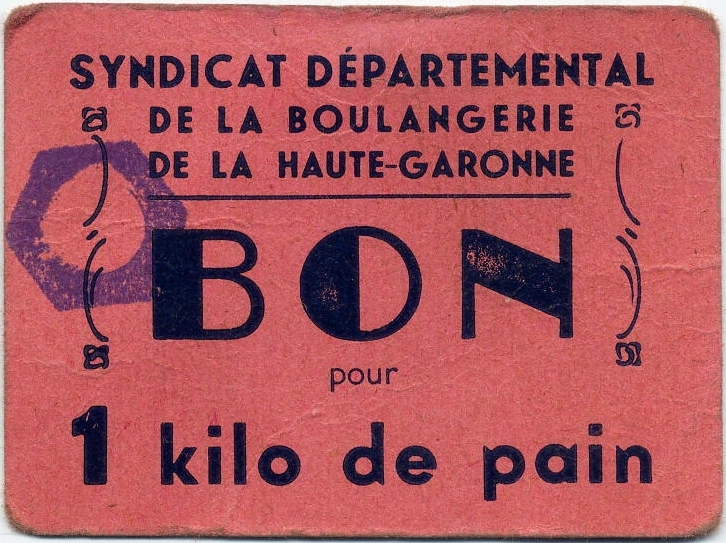 SYNDICAT DÉPARTEMENTAL
DE LA BOULANGERIE
DE LA HAUTE-GARONNE
BON
pour
1 kilo de pain